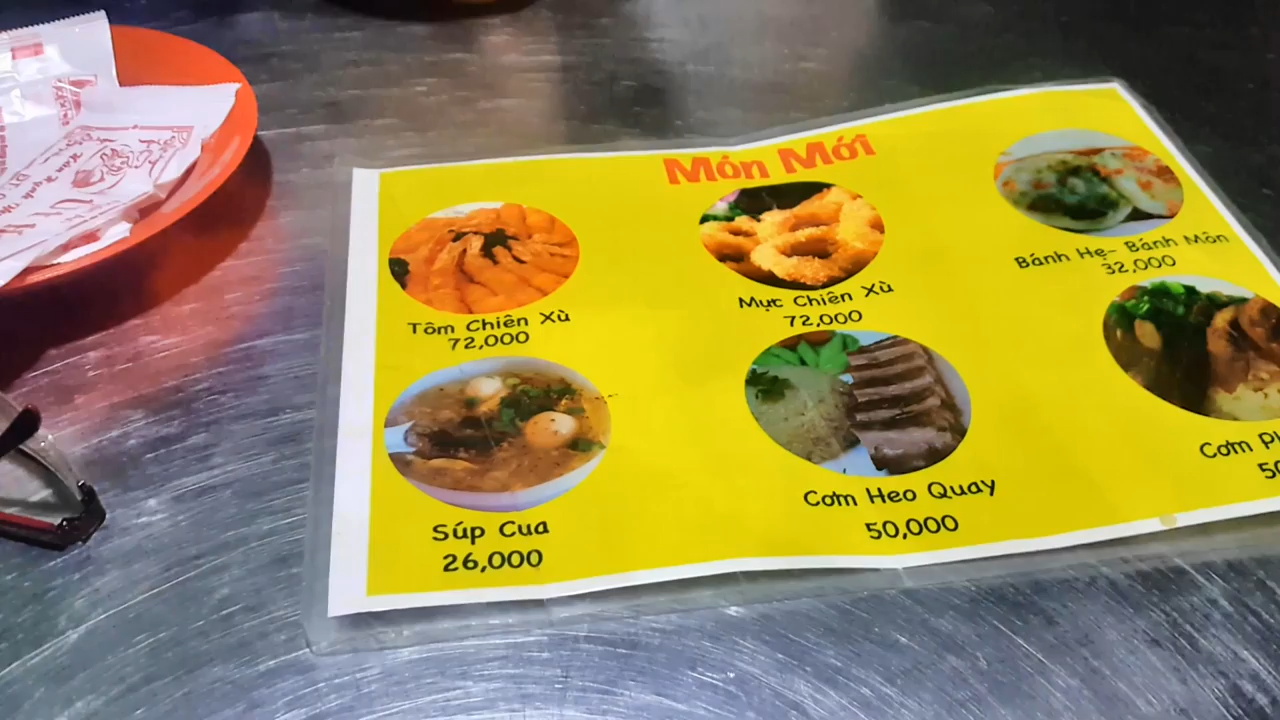 Món Mới
Tôm Chiên Xù
72,000
Mực Chiên Xù
72,000
Bánh Hẹ- Bánh Môn
32,000
Súp Cua
26,000
Cơm Heo Quay
50,000
Cơm